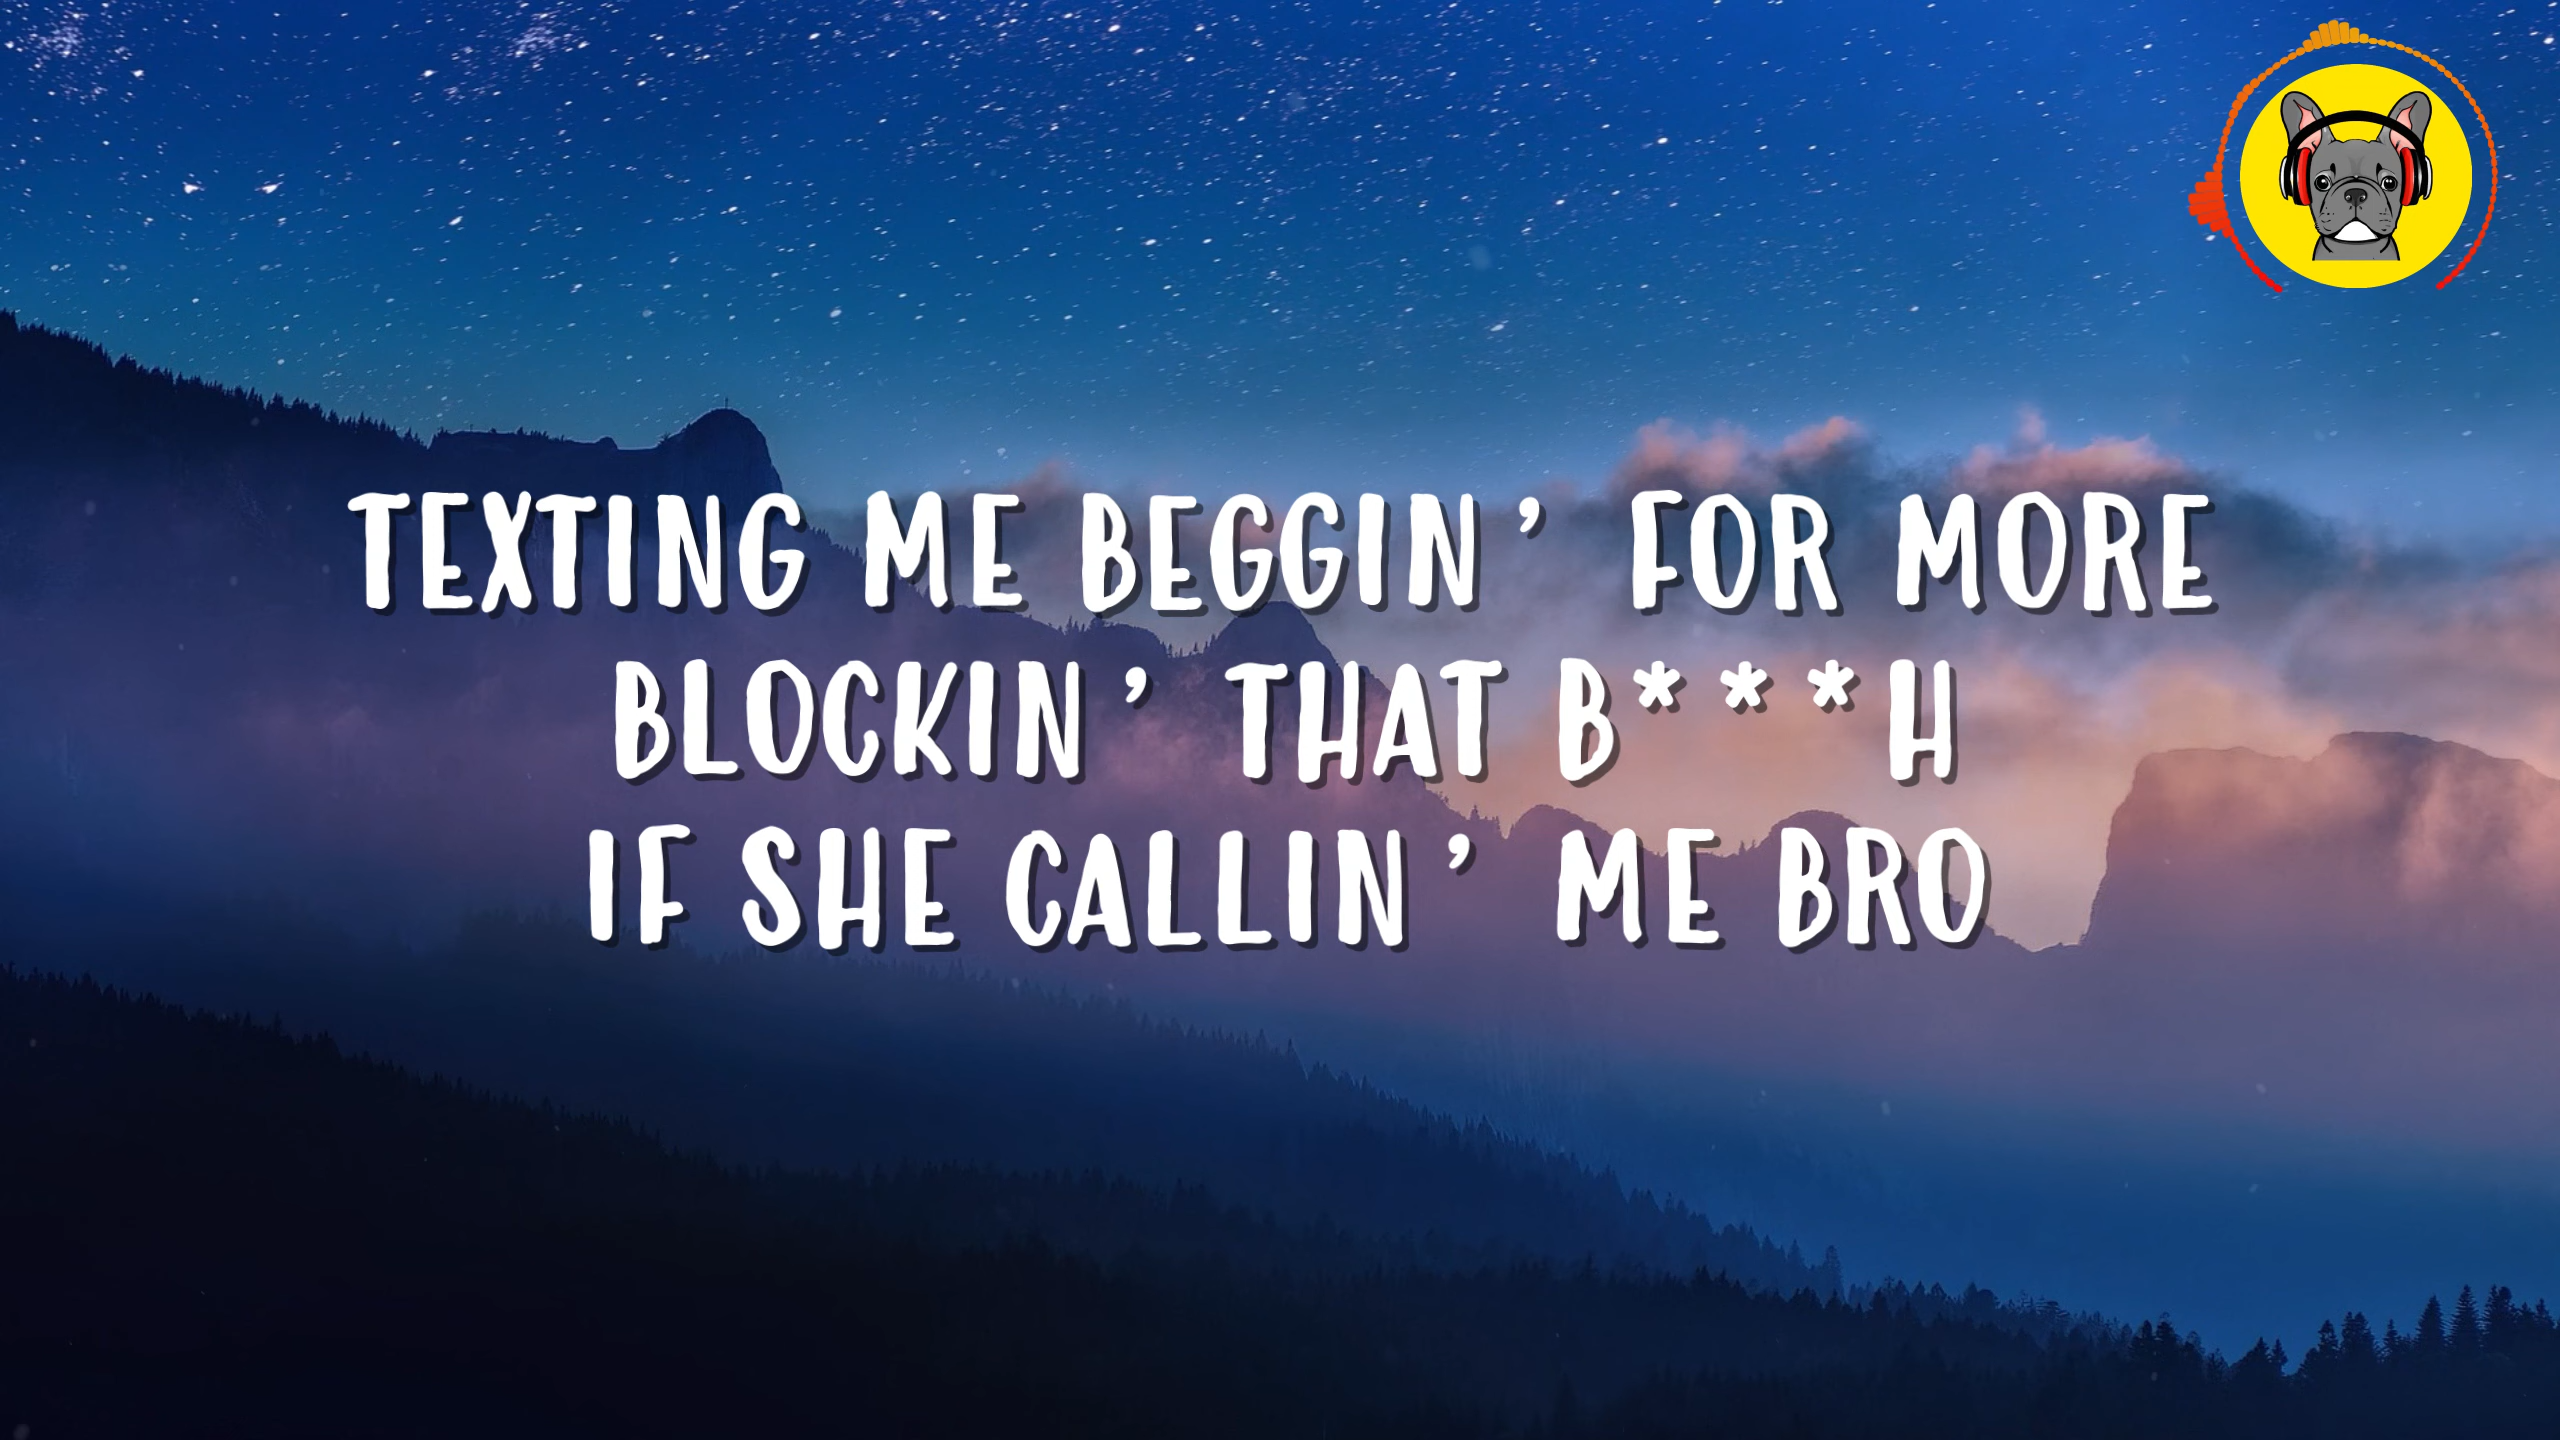 TEXTING ME BEGGIN' FOR MORE
BLOCKIN' THAT B***H
IF SHE CALLIN' ME BRO